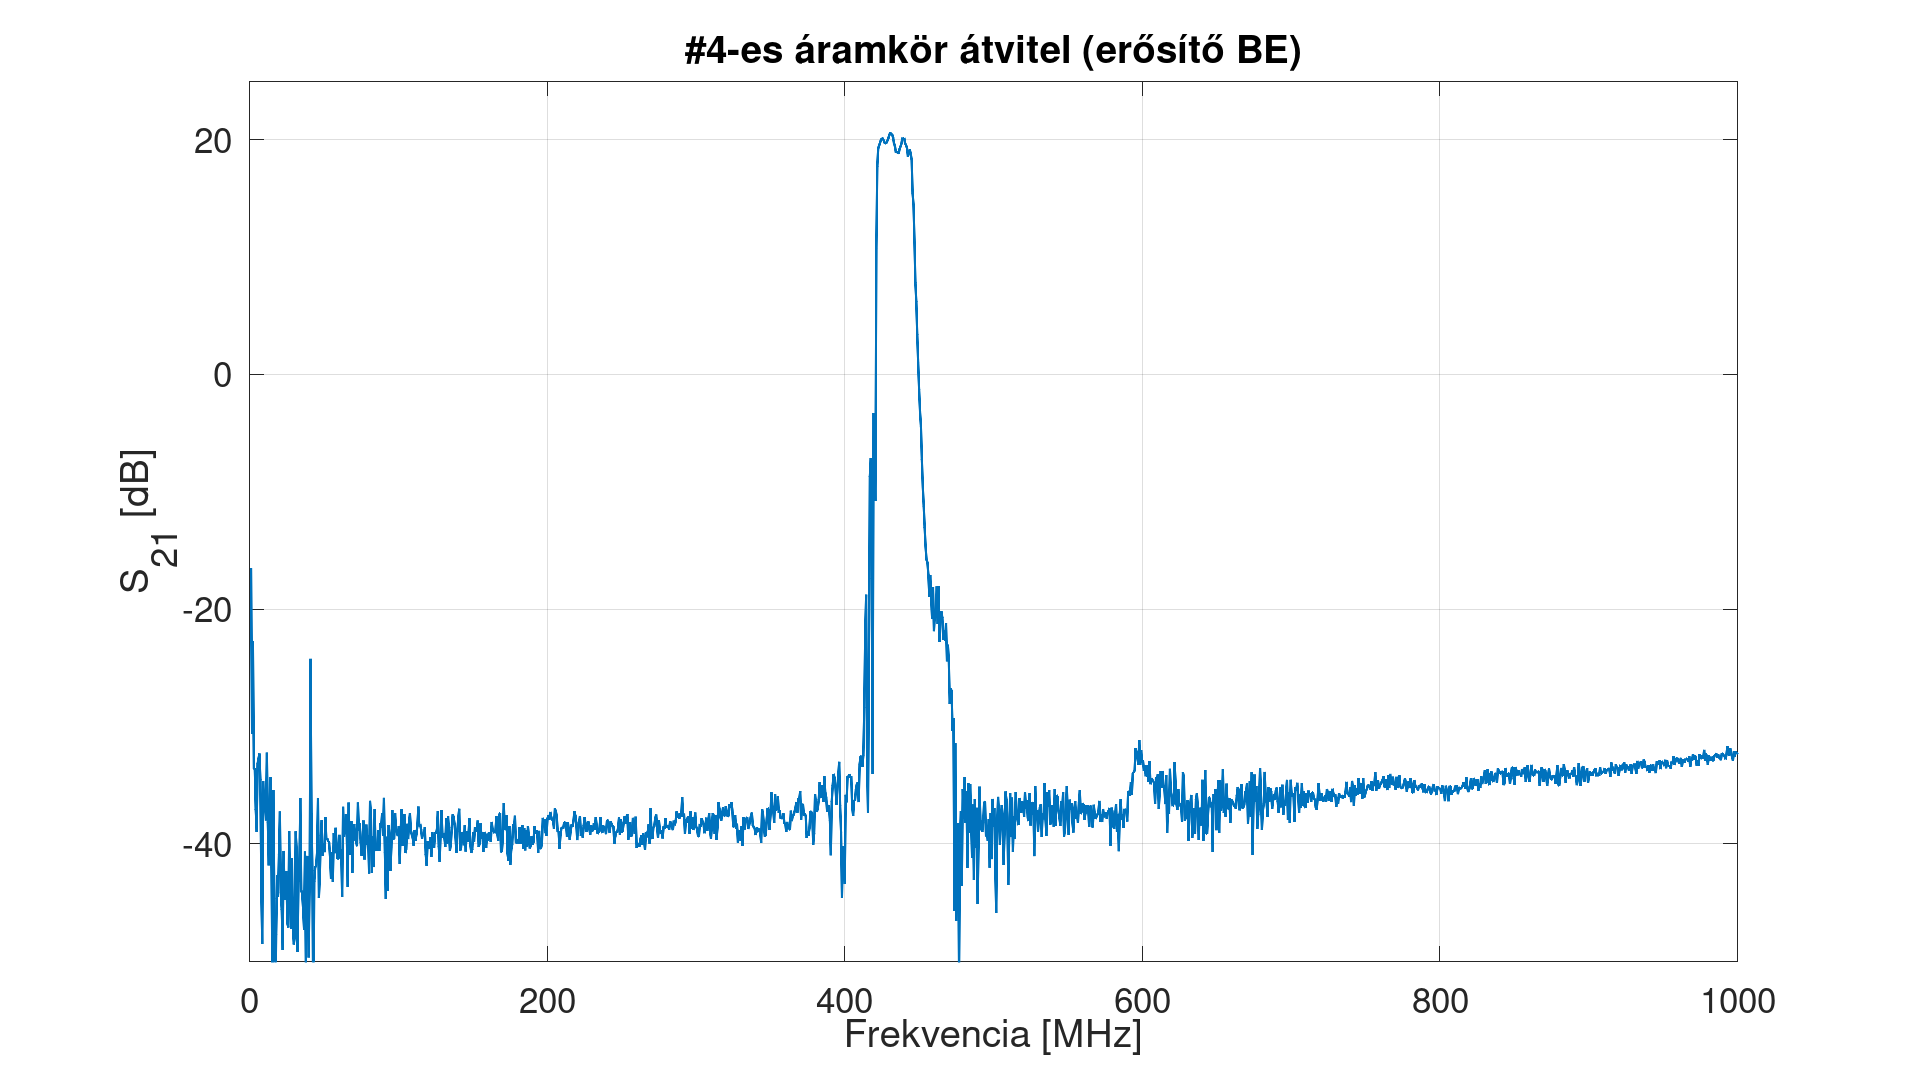 #4-es áramkör átvitel (erősítő BE)
20
0
-20
-40
S21 [dB]
0 200 400 600 800 1000
Frekvencia [MHz]